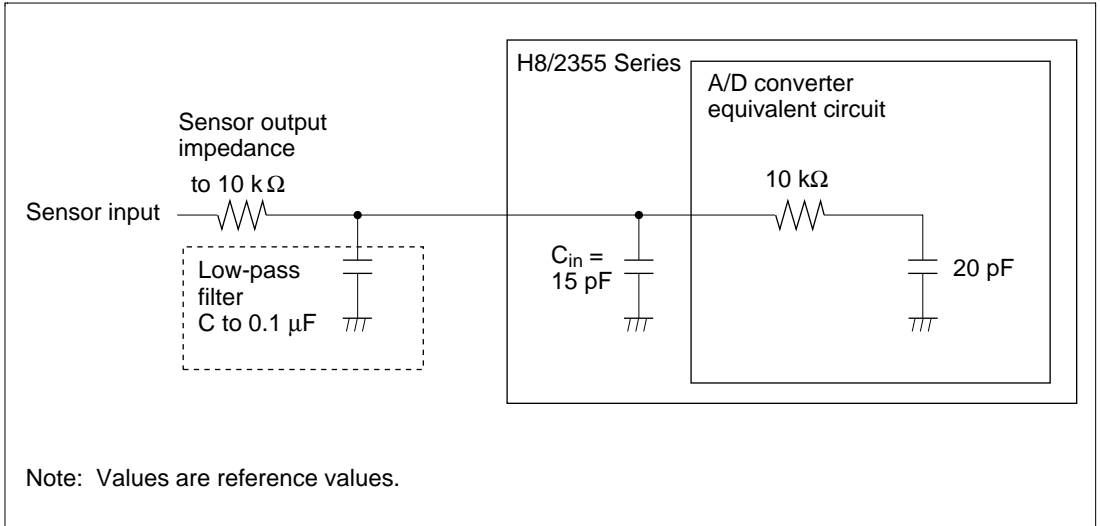 H8/2355 Series
A/D converter
equivalent circuit
Sensor output
impedance
to 10 kΩ
10 kΩ
Sensor input
Low-pass
filter
C to 0.1 μF
Cin =
15 pF
20 pF
Note: Values are reference values.